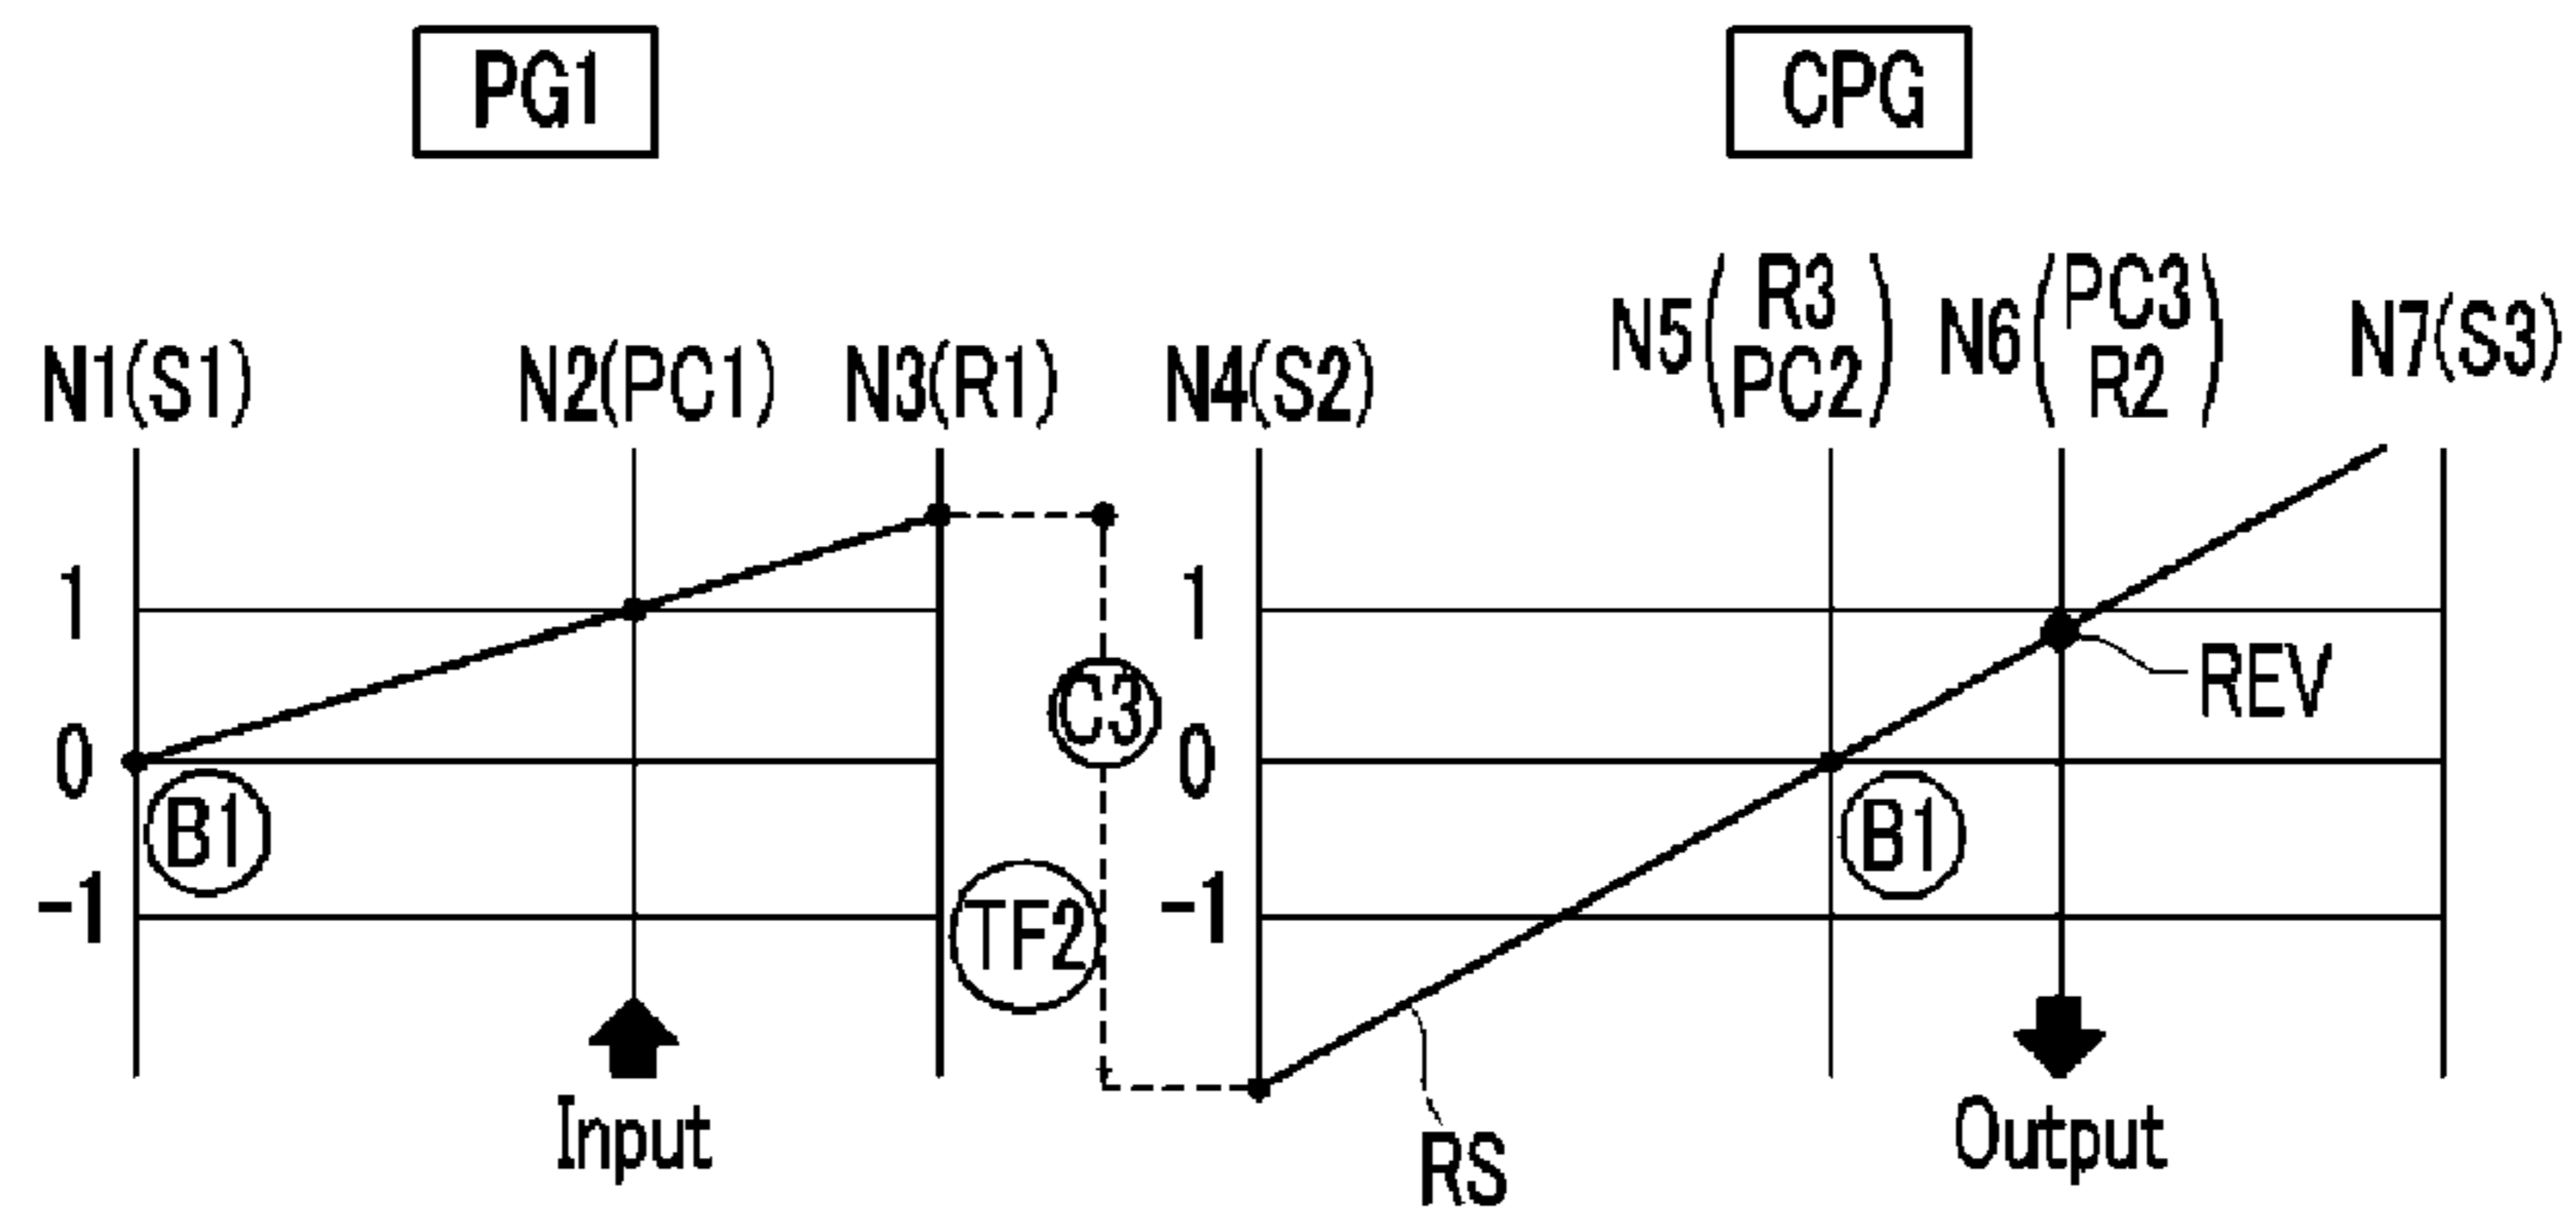 PG1
CPG
N1(S1)
N2(PC1)
N3(R1)
N4(S2)
N5(R3
PC2)
N6(PC3
R2)
N7(S3)
1
0
-1
B1
Input
C3
TF2
1
0
-1
B1
REV
RS
Output